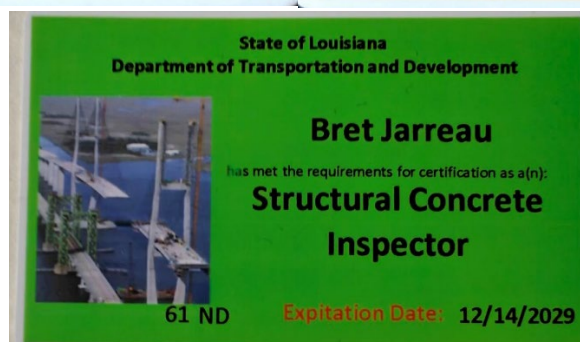 State of Louisiana
Department of Transportation and Development
Bret Jarreau
has met the requirements for certification as a(n):
Structural Concrete
Inspector
61 ND Expitation Date: 12/14/2029